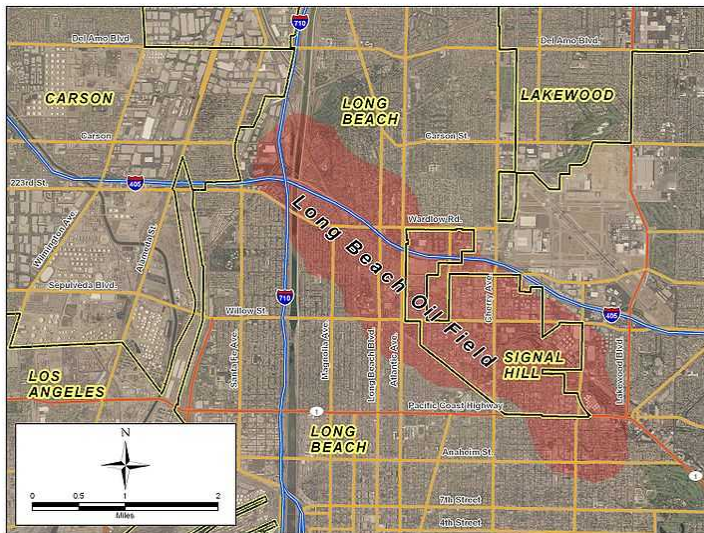 710
Del Amo Blvd.
Del Amo Blvd.
CARSON
LONG
BEACH
LAKEWOOD
Carson
Carson St.
223rd St.
405
Wardlow Rd.
Wilmington Ave.
Alameda St.
Long Beach Oil Field
Sepulveda Blvd.
710
Cherry Ave.
405
Willow St.
Santa Fe Ave.
Magnolia Ave.
Long Beach Blvd.
Atlantic Ave.
SIGNAL
HILL
Lakewood Blvd.
LOS
ANGELES
1
Pacific Coast Highway
LONG
BEACH
Anaheim St.
1
N
0 0.5 1 2
Miles
7th Street
4th Street